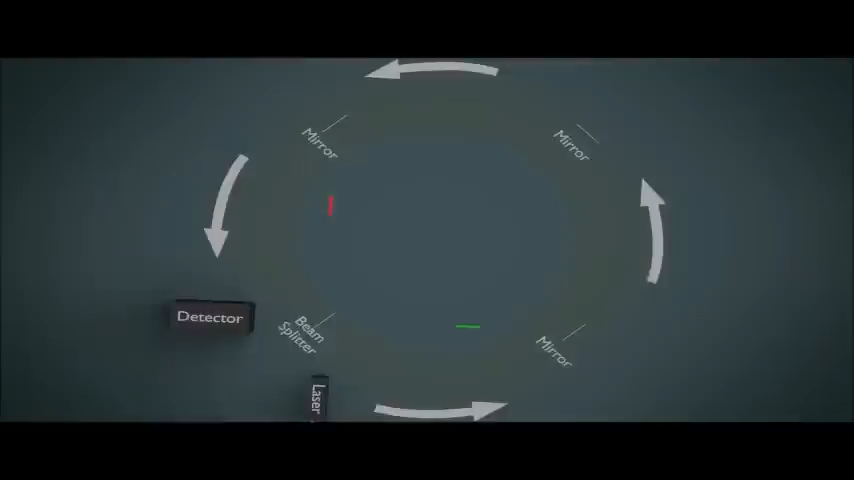 Mirror
Mirror
Detector
Beam
Splitter
Mirror
Laser